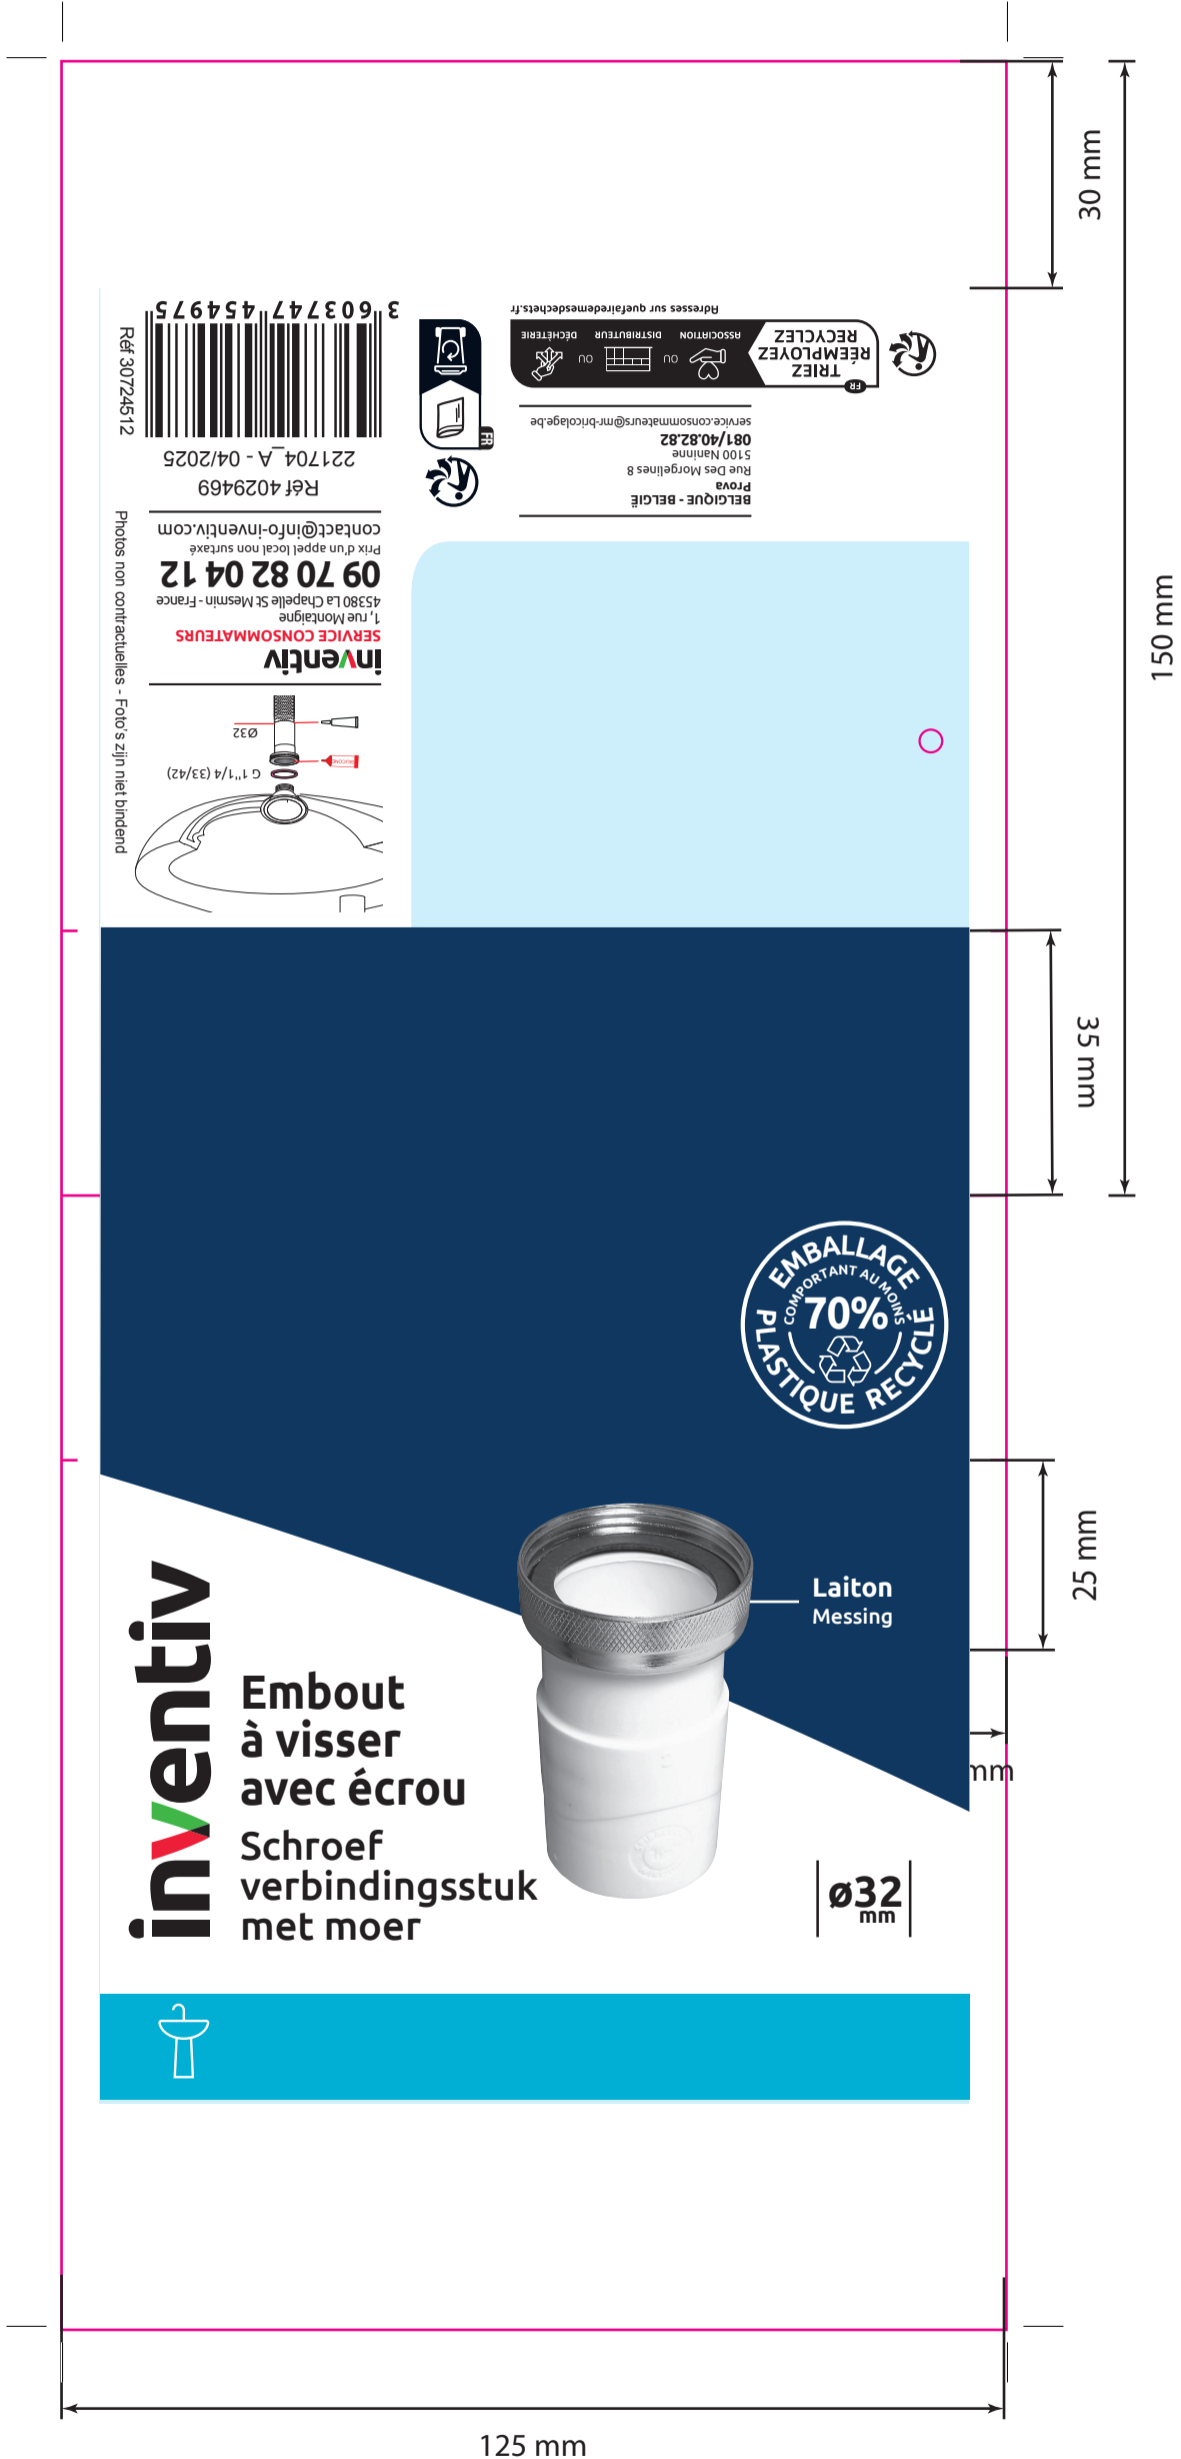 30 mm
150 mm
35 mm
25 mm
mm
125 mm
Adresses sur quefairedemesdechets.fr
FR
TRIEZ
RÉEMPLOYEZ
RECYCLEZ
ASSOCIATION
OU
DISTRIBUTEUR
OU
DÉCHÈTERIE
BELGIQUE - BELGIË
Prova
Rue Des Morgelines 8
5100 Naninne
081/40.82.82
service.consommateurs@mr-bricolage.be
FR
G 1"1/4 (33/42)
Ø32
SILICONE
inventiv
SERVICE CONSOMMATEURS
1, rue Montaigne
45380 La Chapelle St Mesmin - France
09 70 82 04 12
Prix d'un appel local non surtaxé
contact@info-inventiv.com
Réf 4029469
221704_A - 04/2025
3 603747 454975
Réf 30724512
Photos non contractuelles - Foto's zijn niet bindend
EMBALLAGE
COMPORTANT AU MOINS
70%
PLASTIQUE RECYCLÉ
Laiton
Messing
inventiv
Embout
à visser
avec écrou
Schroef
verbindingsstuk
met moer
ø32
mm